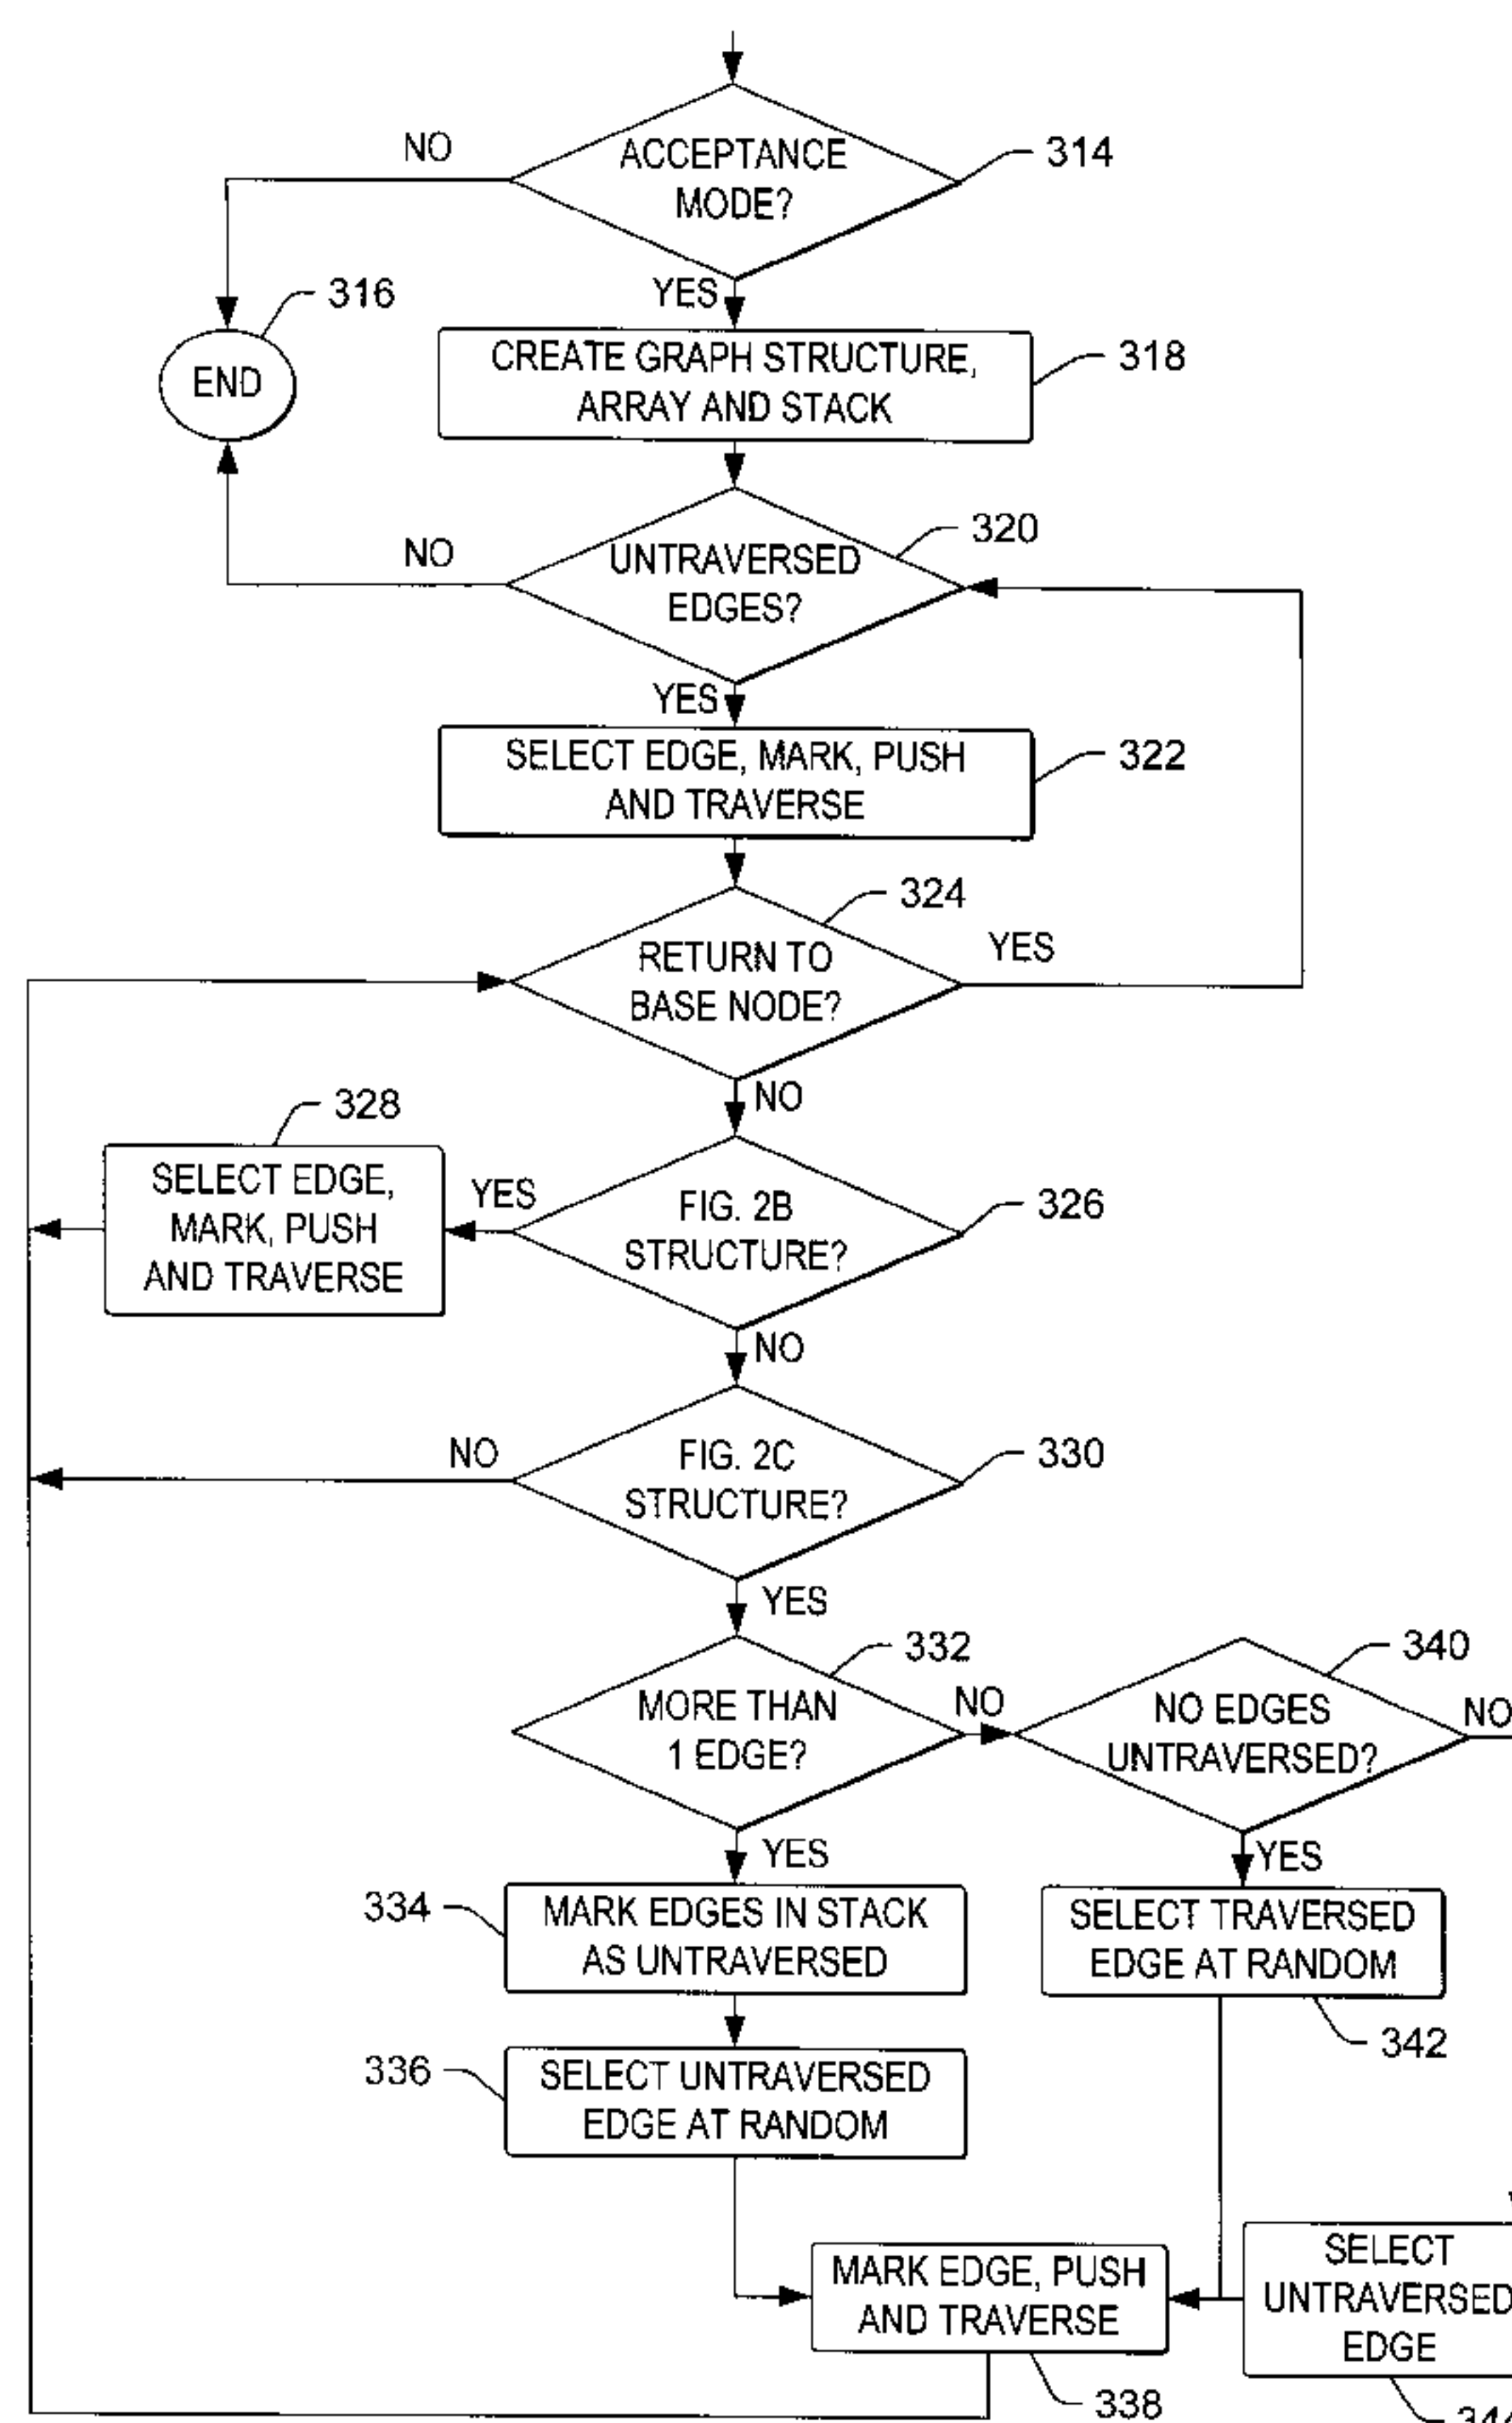 NO
ACCEPTANCE
MODE?
314
YES
316
END
CREATE GRAPH STRUCTURE,
ARRAY AND STACK
318
320
NO
UNTRAVERSED
EDGES?
YES
SELECT EDGE, MARK, PUSH
AND TRAVERSE
322
324
RETURN TO
BASE NODE?
YES
NO
328
SELECT EDGE,
MARK, PUSH
AND TRAVERSE
YES
FIG. 2B
STRUCTURE?
326
NO
NO
FIG. 2C
STRUCTURE?
330
YES
332
MORE THAN
1 EDGE?
NO
340
NO EDGES
UNTRAVERSED?
NO
YES
YES
334
MARK EDGES IN STACK
AS UNTRAVERSED
SELECT TRAVERSED
EDGE AT RANDOM
342
336
SELECT UNTRAVERSED
EDGE AT RANDOM
MARK EDGE, PUSH
AND TRAVERSE
338
SELECT
UNTRAVERSED
EDGE